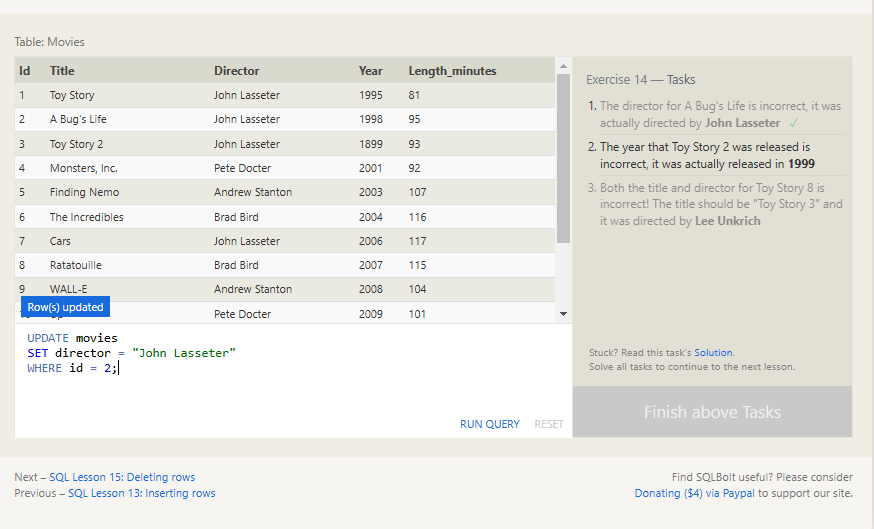 Table: Movies
Id Title Director Year Length_minutes
1 Toy Story John Lasseter 1995 81
2 A Bug's Life John Lasseter 1998 95
3 Toy Story 2 John Lasseter 1899 93
4 Monsters, Inc. Pete Docter 2001 92
5 Finding Nemo Andrew Stanton 2003 107
6 The Incredibles Brad Bird 2004 116
7 Cars John Lasseter 2006 117
8 Ratatouille Brad Bird 2007 115
9 WALL-E Andrew Stanton 2008 104
Pete Docter 2009 101
Row(s) updated
UPDATE movies
SET director = "John Lasseter"
WHERE id = 2;
RUN QUERY RESET
Exercise 14 — Tasks
1. The director for A Bug's Life is incorrect, it was
actually directed by John Lasseter ✓
2. The year that Toy Story 2 was released is
incorrect, it was actually released in 1999
3. Both the title and director for Toy Story 8 is
incorrect! The title should be "Toy Story 3" and
it was directed by Lee Unkrich
Stuck? Read this task's Solution.
Solve all tasks to continue to the next lesson.
Finish above Tasks
Next – SQL Lesson 15: Deleting rows
Previous – SQL Lesson 13: Inserting rows
Find SQLBolt useful? Please consider
Donating ($4) via Paypal to support our site.